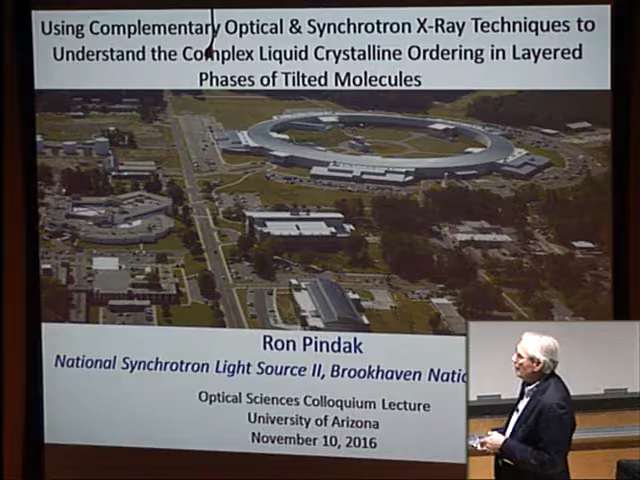 Using Complementary Optical & Synchrotron X-Ray Techniques to
Understand the Complex Liquid Crystalline Ordering in Layered
Phases of Tilted Molecules
Ron Pindak
National Synchrotron Light Source II, Brookhaven Natio
Optical Sciences Colloquium Lecture
University of Arizona
November 10, 2016